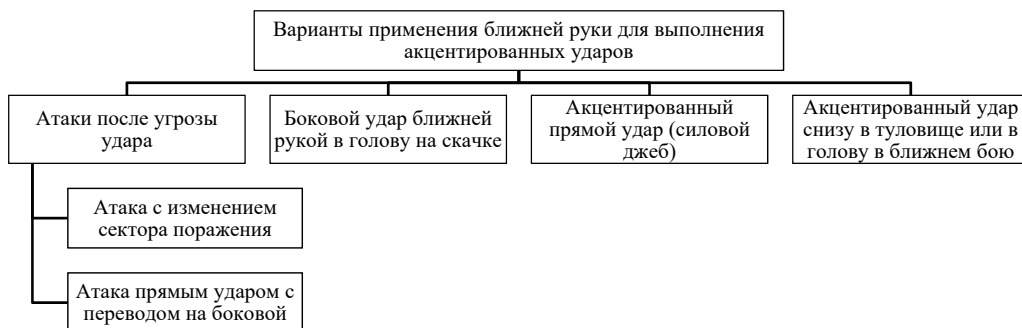 Варианты применения ближней руки для выполнения
акцентированных ударов
Атаки после угрозы
удара
Боковой удар ближней
рукой в голову на скачке
Акцентированный
прямой удар (силовой
джеб)
Акцентированный удар
снизу в туловище или в
голову в ближнем бою
Атака с изменением
сектора поражения
Атака прямым ударом с
переводом на боковой